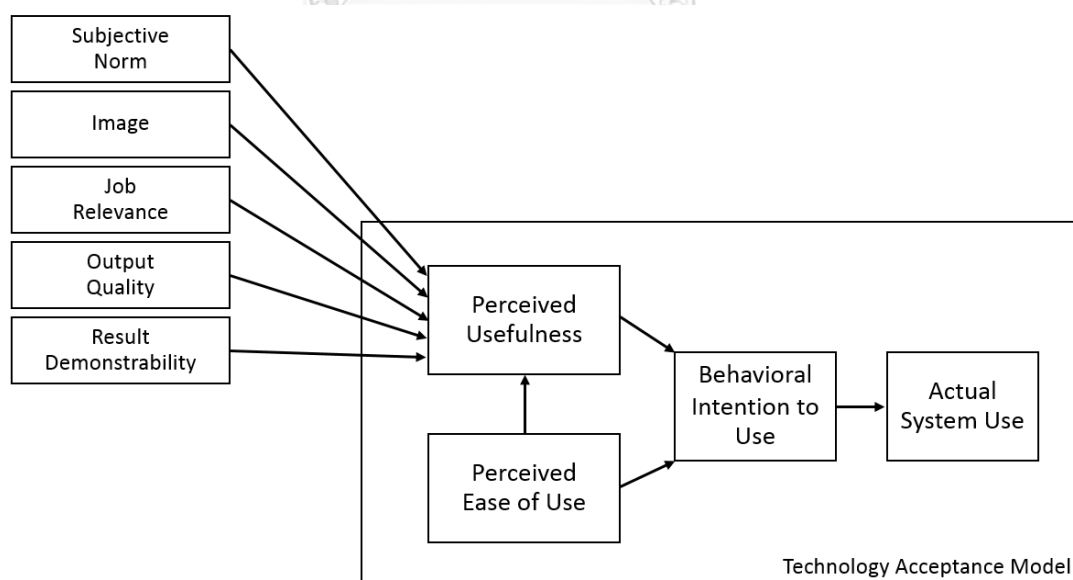 Subjective
Norm
Image
Job
Relevance
Output
Quality
Result
Demonstrability
Perceived
Usefulness
Perceived
Ease of Use
Behavioral
Intention to
Use
Actual
System Use
Technology Acceptance Model